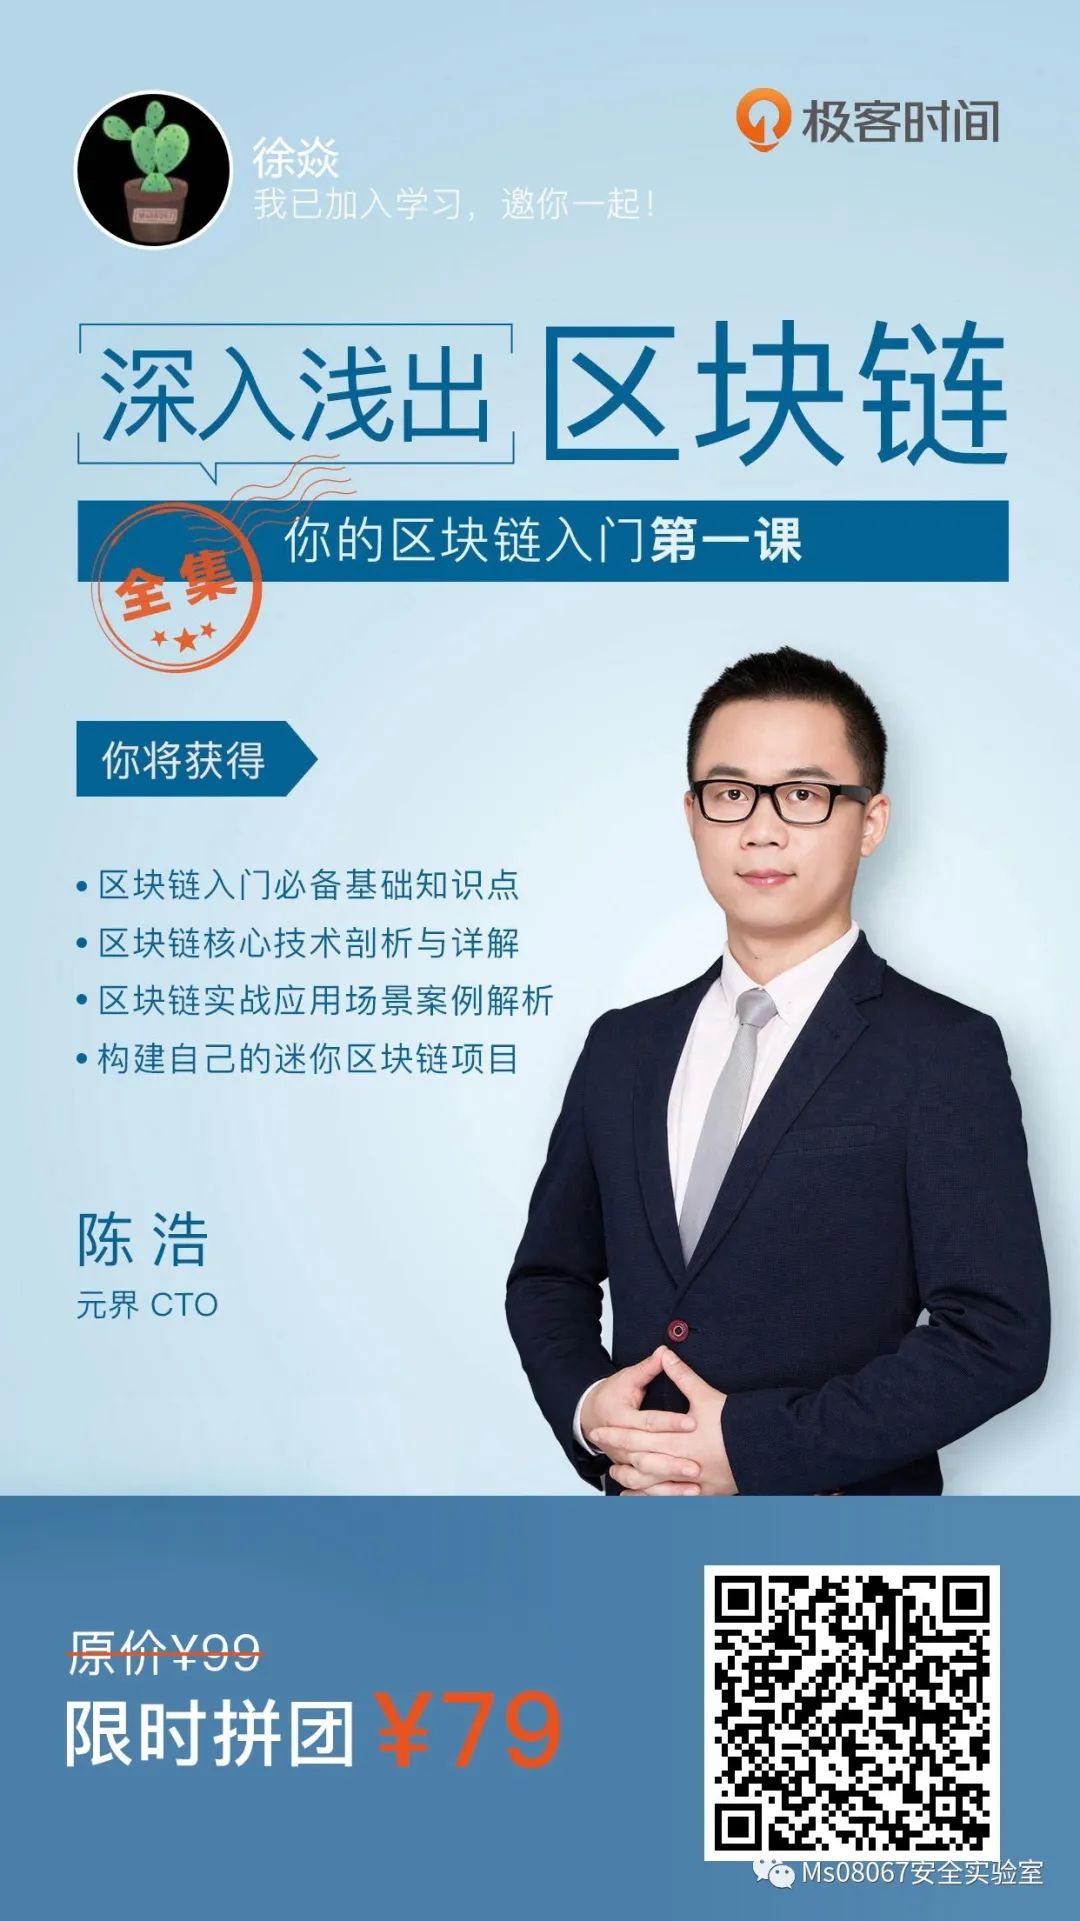 极客时间
徐焱
我已加入学习，邀你一起！
深入浅出 区块链
你的区块链入门第一课
全集
你将获得
• 区块链入门必备基础知识点
• 区块链核心技术剖析与详解
• 区块链实战应用场景案例解析
• 构建自己的迷你区块链项目
陈 浩
元界 CTO
原价¥99
限时拼团 ¥79
Ms08067安全实验室